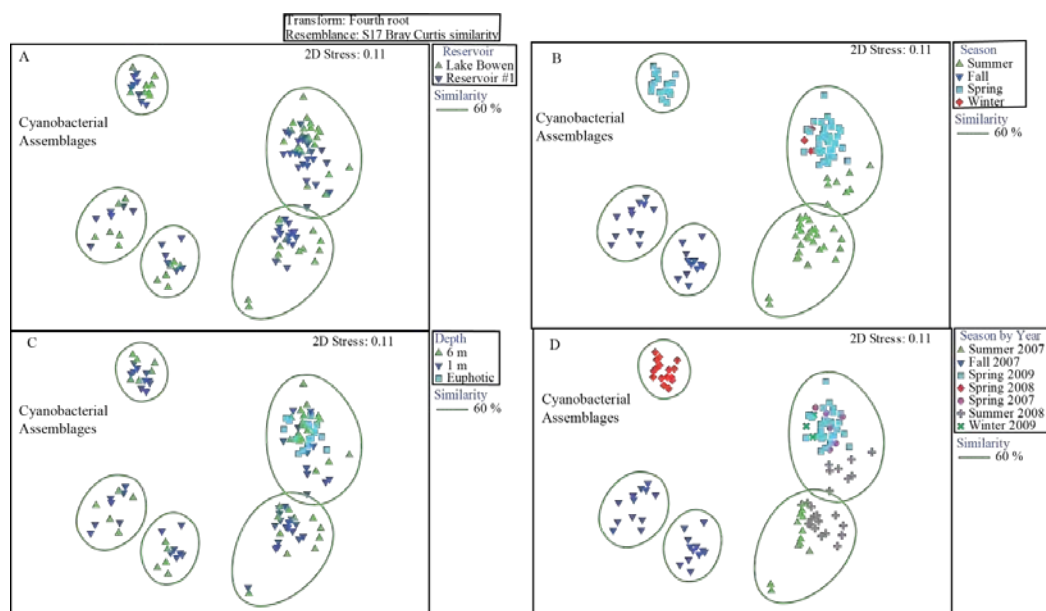 Transform: Fourth root
Resemblance: S17 Bray Curtis similarity
A
2D Stress: 0.11
Cyanobacterial
Assemblages
Reservoir
Lake Bowen
Reservoir #1
Similarity
60 %
B
2D Stress: 0.11
Cyanobacterial
Assemblages
Season
Summer
Fall
Spring
Winter
Similarity
60 %
C
2D Stress: 0.11
Cyanobacterial
Assemblages
Depth
6 m
1 m
Euphotic
Similarity
60 %
D
2D Stress: 0.11
Cyanobacterial
Assemblages
Season by Year
Summer 2007
Fall 2007
Spring 2009
Spring 2008
Spring 2007
Summer 2008
Winter 2009
Similarity
60 %